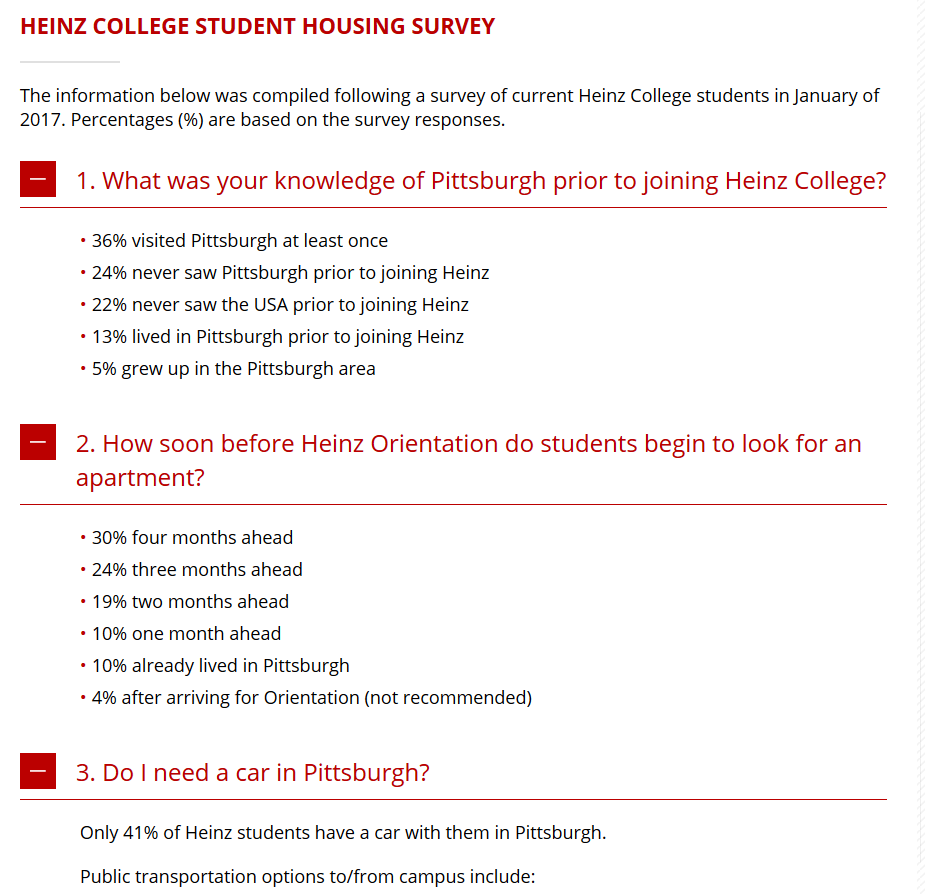 HEINZ COLLEGE STUDENT HOUSING SURVEY
The information below was compiled following a survey of current Heinz College students in January of
2017. Percentages (%) are based on the survey responses.
1. What was your knowledge of Pittsburgh prior to joining Heinz College?
• 36% visited Pittsburgh at least once
• 24% never saw Pittsburgh prior to joining Heinz
• 22% never saw the USA prior to joining Heinz
• 13% lived in Pittsburgh prior to joining Heinz
• 5% grew up in the Pittsburgh area
2. How soon before Heinz Orientation do students begin to look for an
apartment?
• 30% four months ahead
• 24% three months ahead
• 19% two months ahead
• 10% one month ahead
• 10% already lived in Pittsburgh
• 4% after arriving for Orientation (not recommended)
3. Do I need a car in Pittsburgh?
Only 41% of Heinz students have a car with them in Pittsburgh.
Public transportation options to/from campus include: